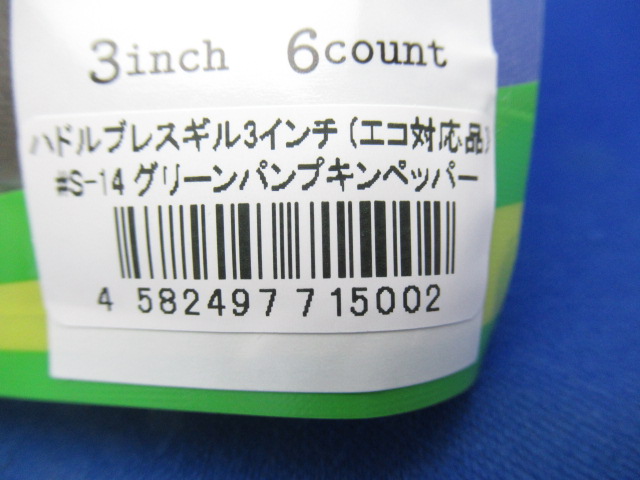 3inch 6count
ハドルブレスギル3インチ(エコ対応品)
#S-14 グリーンパンプキンペッパー
4 582497 715002